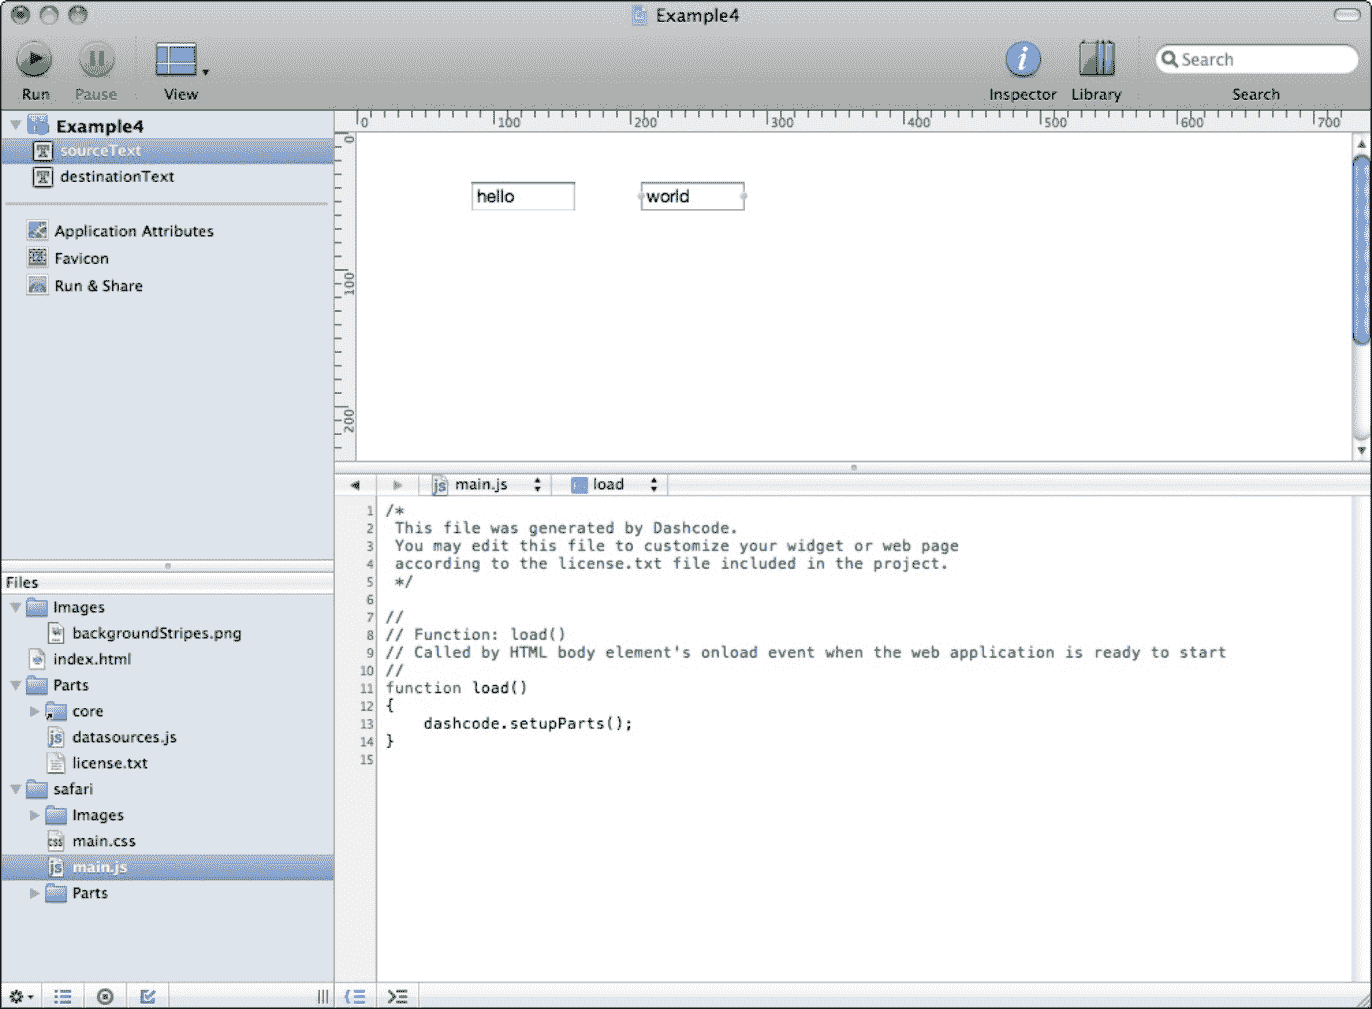 Example4
Run Pause View Inspector Library Search
Search
Example4
sourceText
destinationText
Application Attributes
Favicon
Run & Share
0 100 200 300 400 500 600 700
0
100
200
hello world
main.js load
1 /*
2 This file was generated by Dashcode.
3 You may edit this file to customize your widget or web page
4 according to the license.txt file included in the project.
5 */
6
7 //
8 // Function: load()
9 // Called by HTML body element's onload event when the web application is ready to start
10 //
11 function load()
12 {
13 dashcode.setupParts();
14 }
15
Files
Images
backgroundStripes.png
index.html
Parts
core
datasources.js
license.txt
safari
Images
main.css
main.js
Parts